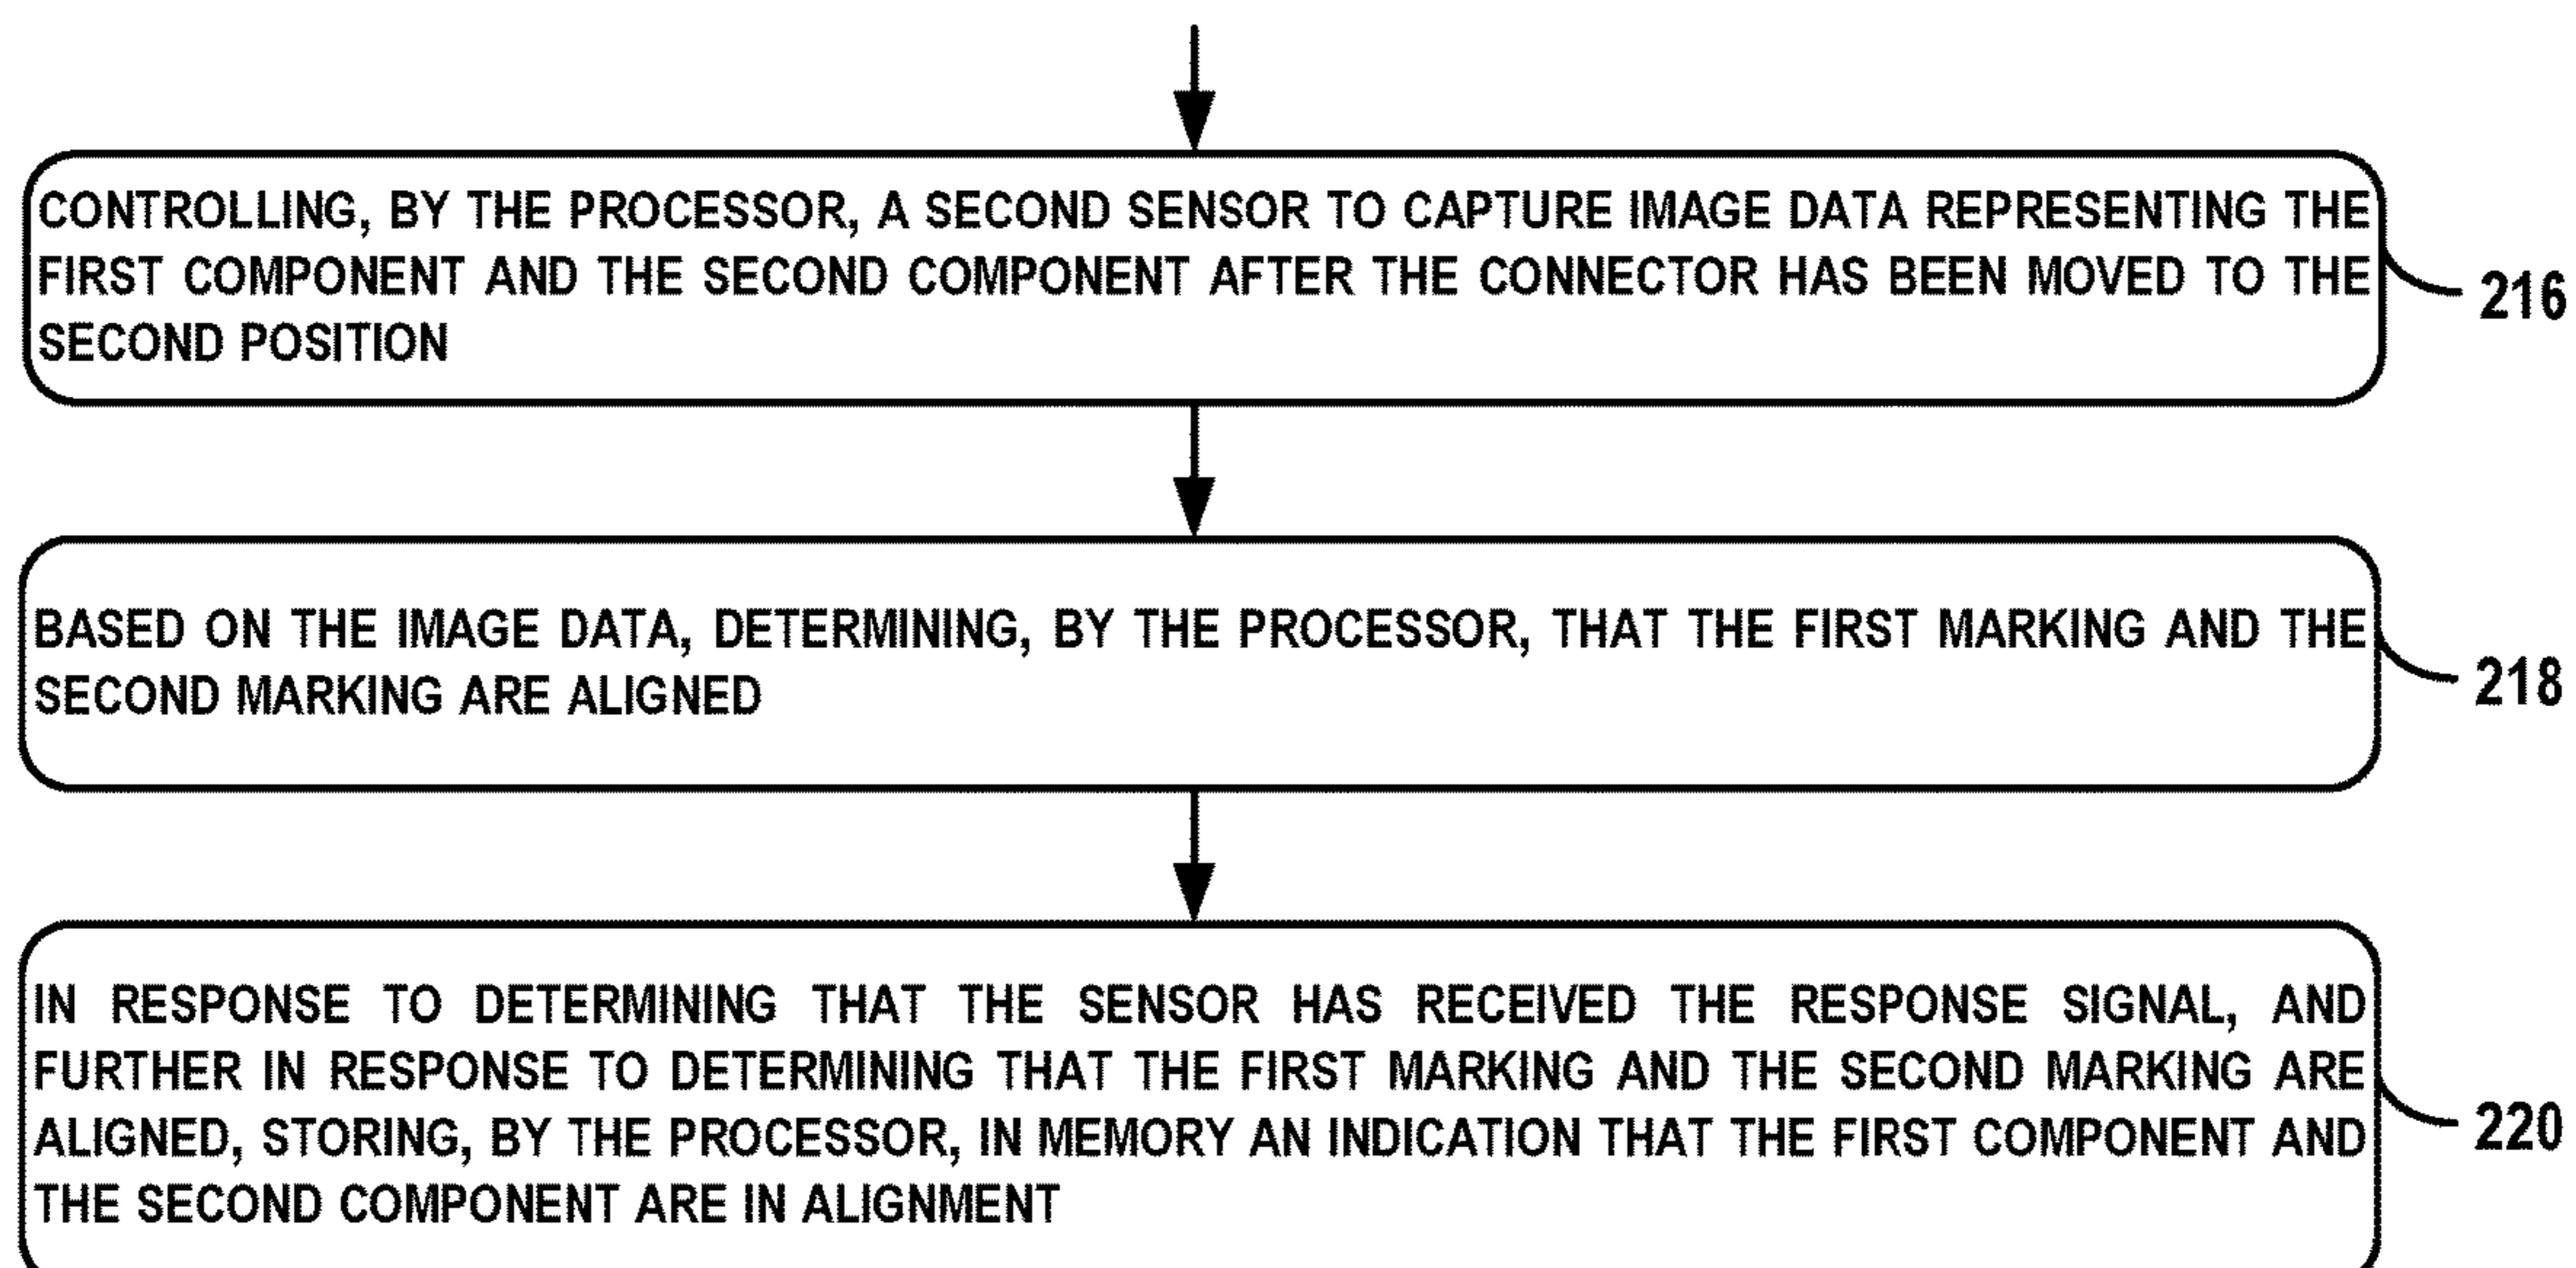 CONTROLLING, BY THE PROCESSOR, A SECOND SENSOR TO CAPTURE IMAGE DATA REPRESENTING THE
FIRST COMPONENT AND THE SECOND COMPONENT AFTER THE CONNECTOR HAS BEEN MOVED TO THE
SECOND POSITION
216
BASED ON THE IMAGE DATA, DETERMINING, BY THE PROCESSOR, THAT THE FIRST MARKING AND THE
SECOND MARKING ARE ALIGNED
218
IN RESPONSE TO DETERMINING THAT THE SENSOR HAS RECEIVED THE RESPONSE SIGNAL, AND
FURTHER IN RESPONSE TO DETERMINING THAT THE FIRST MARKING AND THE SECOND MARKING ARE
ALIGNED, STORING, BY THE PROCESSOR, IN MEMORY AN INDICATION THAT THE FIRST COMPONENT AND
THE SECOND COMPONENT ARE IN ALIGNMENT
220